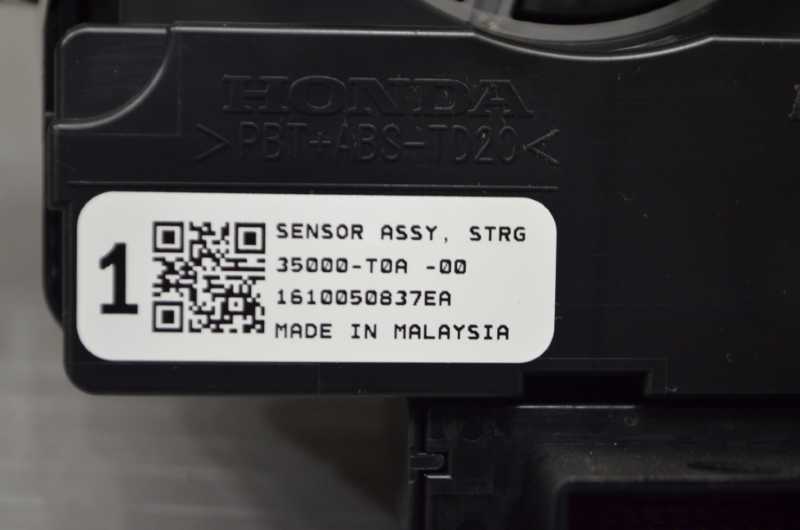 HONDA
>PBT+ABS-TD20<
1
SENSOR ASSY, STRG
35000-T0A -00
1610050837EA
MADE IN MALAYSIA